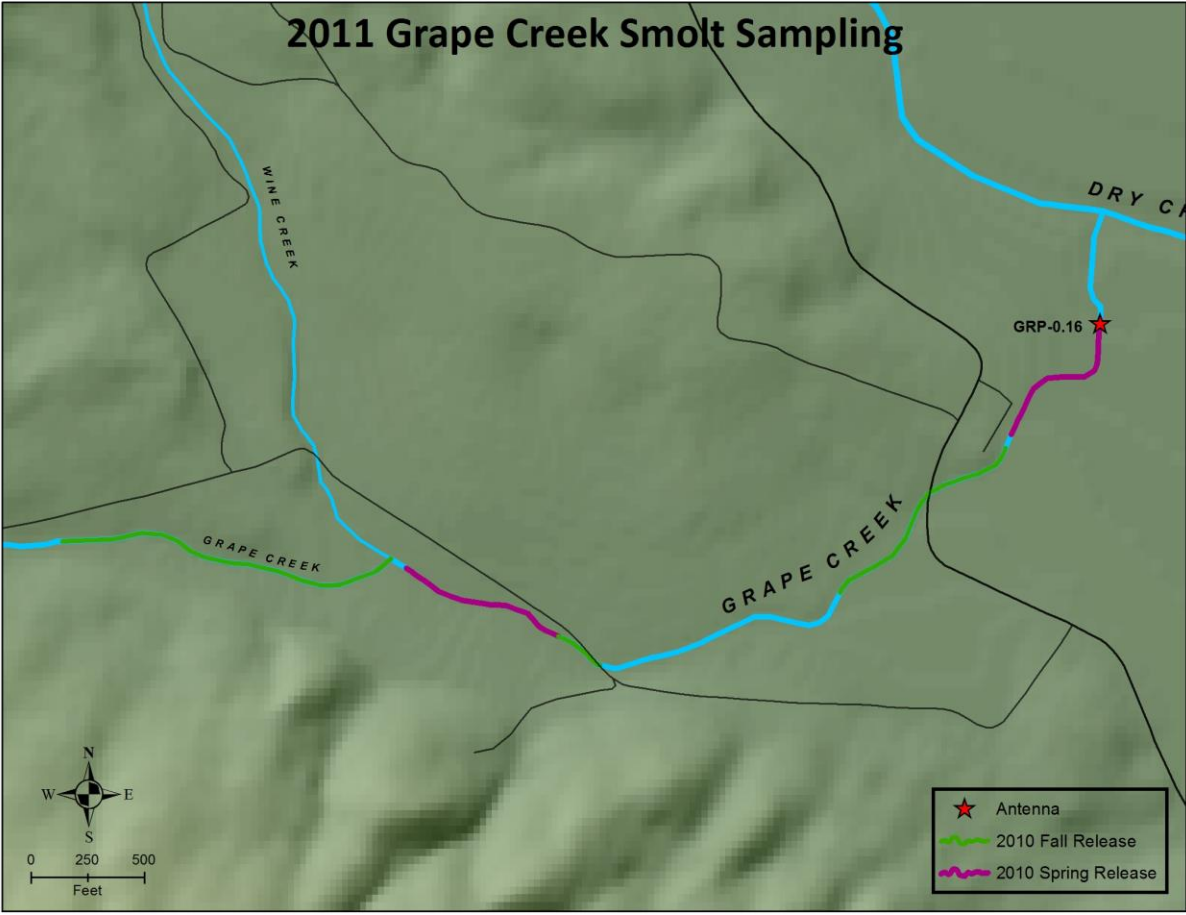 2011 Grape Creek Smolt Sampling
WINE CREEK
DRY CR
GRP-0.16
GRAPE CREEK
GRAPE CREEK
N
W E
S
0 250 500
Feet
Antenna
2010 Fall Release
2010 Spring Release